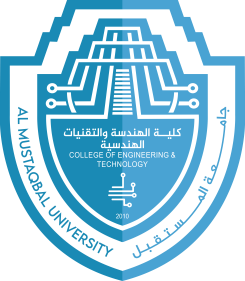 كلية الهندسة والتقنيات
الهندسية
COLLEGE OF ENGINEERING &
TECHNOLOGY
2010
AL MUSTAQBAL UNIVERSITY
جامعة المستقبل